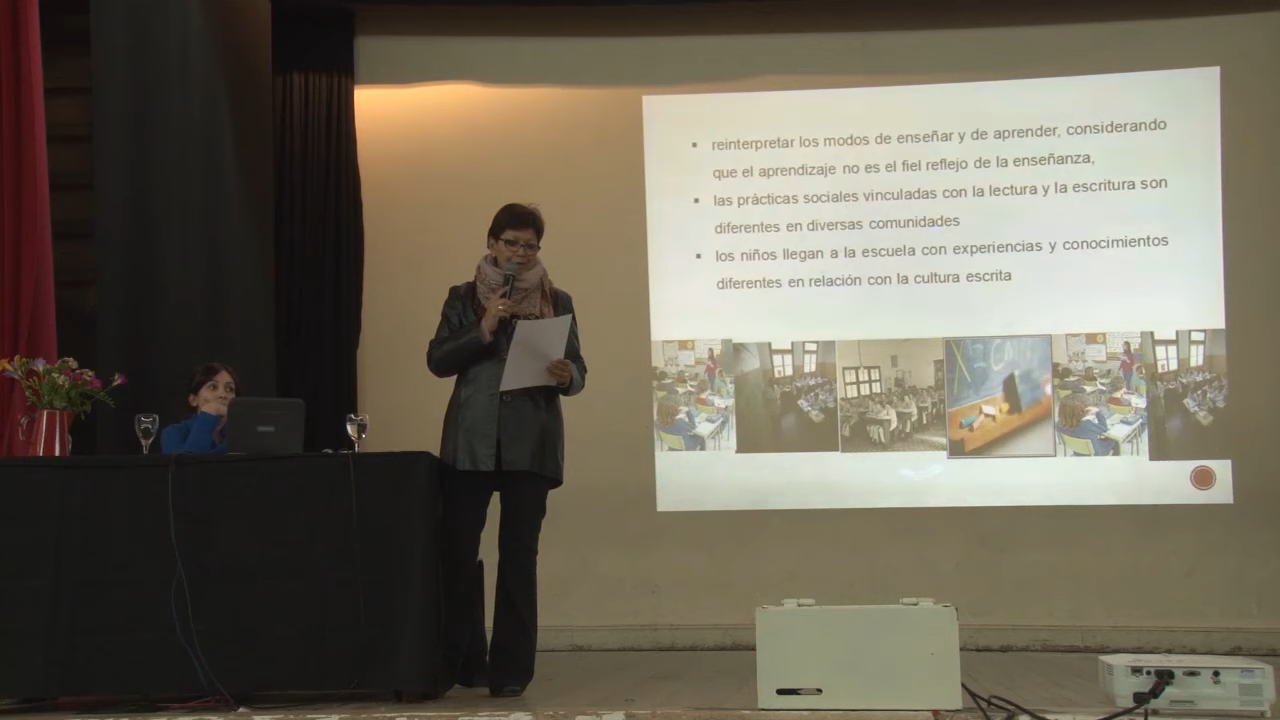 ▪ reinterpretar los modos de enseñar y de aprender, considerando
que el aprendizaje no es el fiel reflejo de la enseñanza,
▪ las prácticas sociales vinculadas con la lectura y la escritura son
diferentes en diversas comunidades
▪ los niños llegan a la escuela con experiencias y conocimientos
diferentes en relación con la cultura escrita